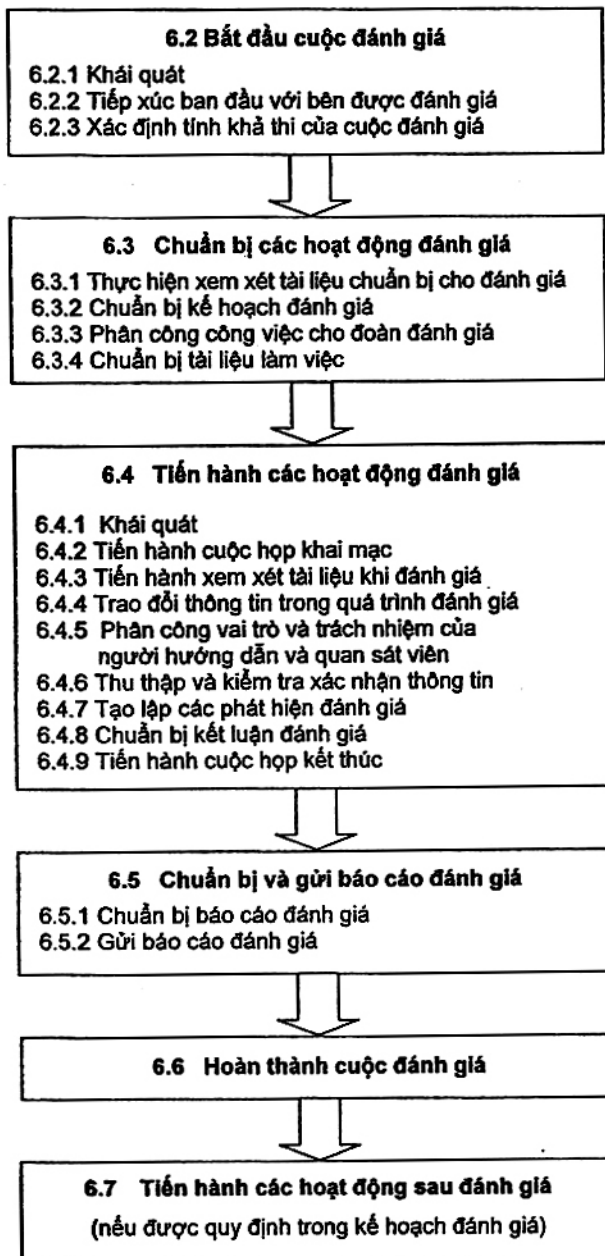 6.2 Bắt đầu cuộc đánh giá
6.2.1 Khái quát
6.2.2 Tiếp xúc ban đầu với bên được đánh giá
6.2.3 Xác định tính khả thi của cuộc đánh giá
6.3 Chuẩn bị các hoạt động đánh giá
6.3.1 Thực hiện xem xét tài liệu chuẩn bị cho đánh giá
6.3.2 Chuẩn bị kế hoạch đánh giá
6.3.3 Phân công công việc cho đoàn đánh giá
6.3.4 Chuẩn bị tài liệu làm việc
6.4 Tiến hành các hoạt động đánh giá
6.4.1 Khái quát
6.4.2 Tiến hành cuộc họp khai mạc
6.4.3 Tiến hành xem xét tài liệu khi đánh giá
6.4.4 Trao đổi thông tin trong quá trình đánh giá
6.4.5 Phân công vai trò và trách nhiệm của
người hướng dẫn và quan sát viên
6.4.6 Thu thập và kiểm tra xác nhận thông tin
6.4.7 Tạo lập các phát hiện đánh giá
6.4.8 Chuẩn bị kết luận đánh giá
6.4.9 Tiến hành cuộc họp kết thúc
6.5 Chuẩn bị và gửi báo cáo đánh giá
6.5.1 Chuẩn bị báo cáo đánh giá
6.5.2 Gửi báo cáo đánh giá
6.6 Hoàn thành cuộc đánh giá
6.7 Tiến hành các hoạt động sau đánh giá
(nếu được quy định trong kế hoạch đánh giá)